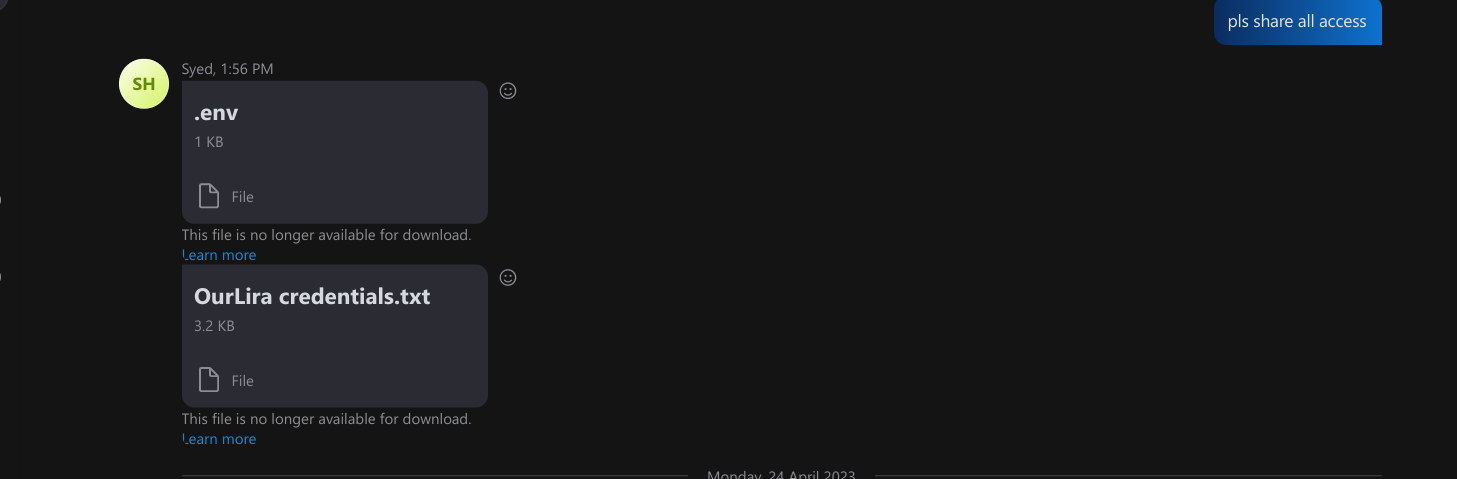 pls share all access
SH
Syed, 1:56 PM
.env
1 KB
File
This file is no longer available for download.
Learn more
OurLira credentials.txt
3.2 KB
File
This file is no longer available for download.
Learn more
Monday, 24 April 2023